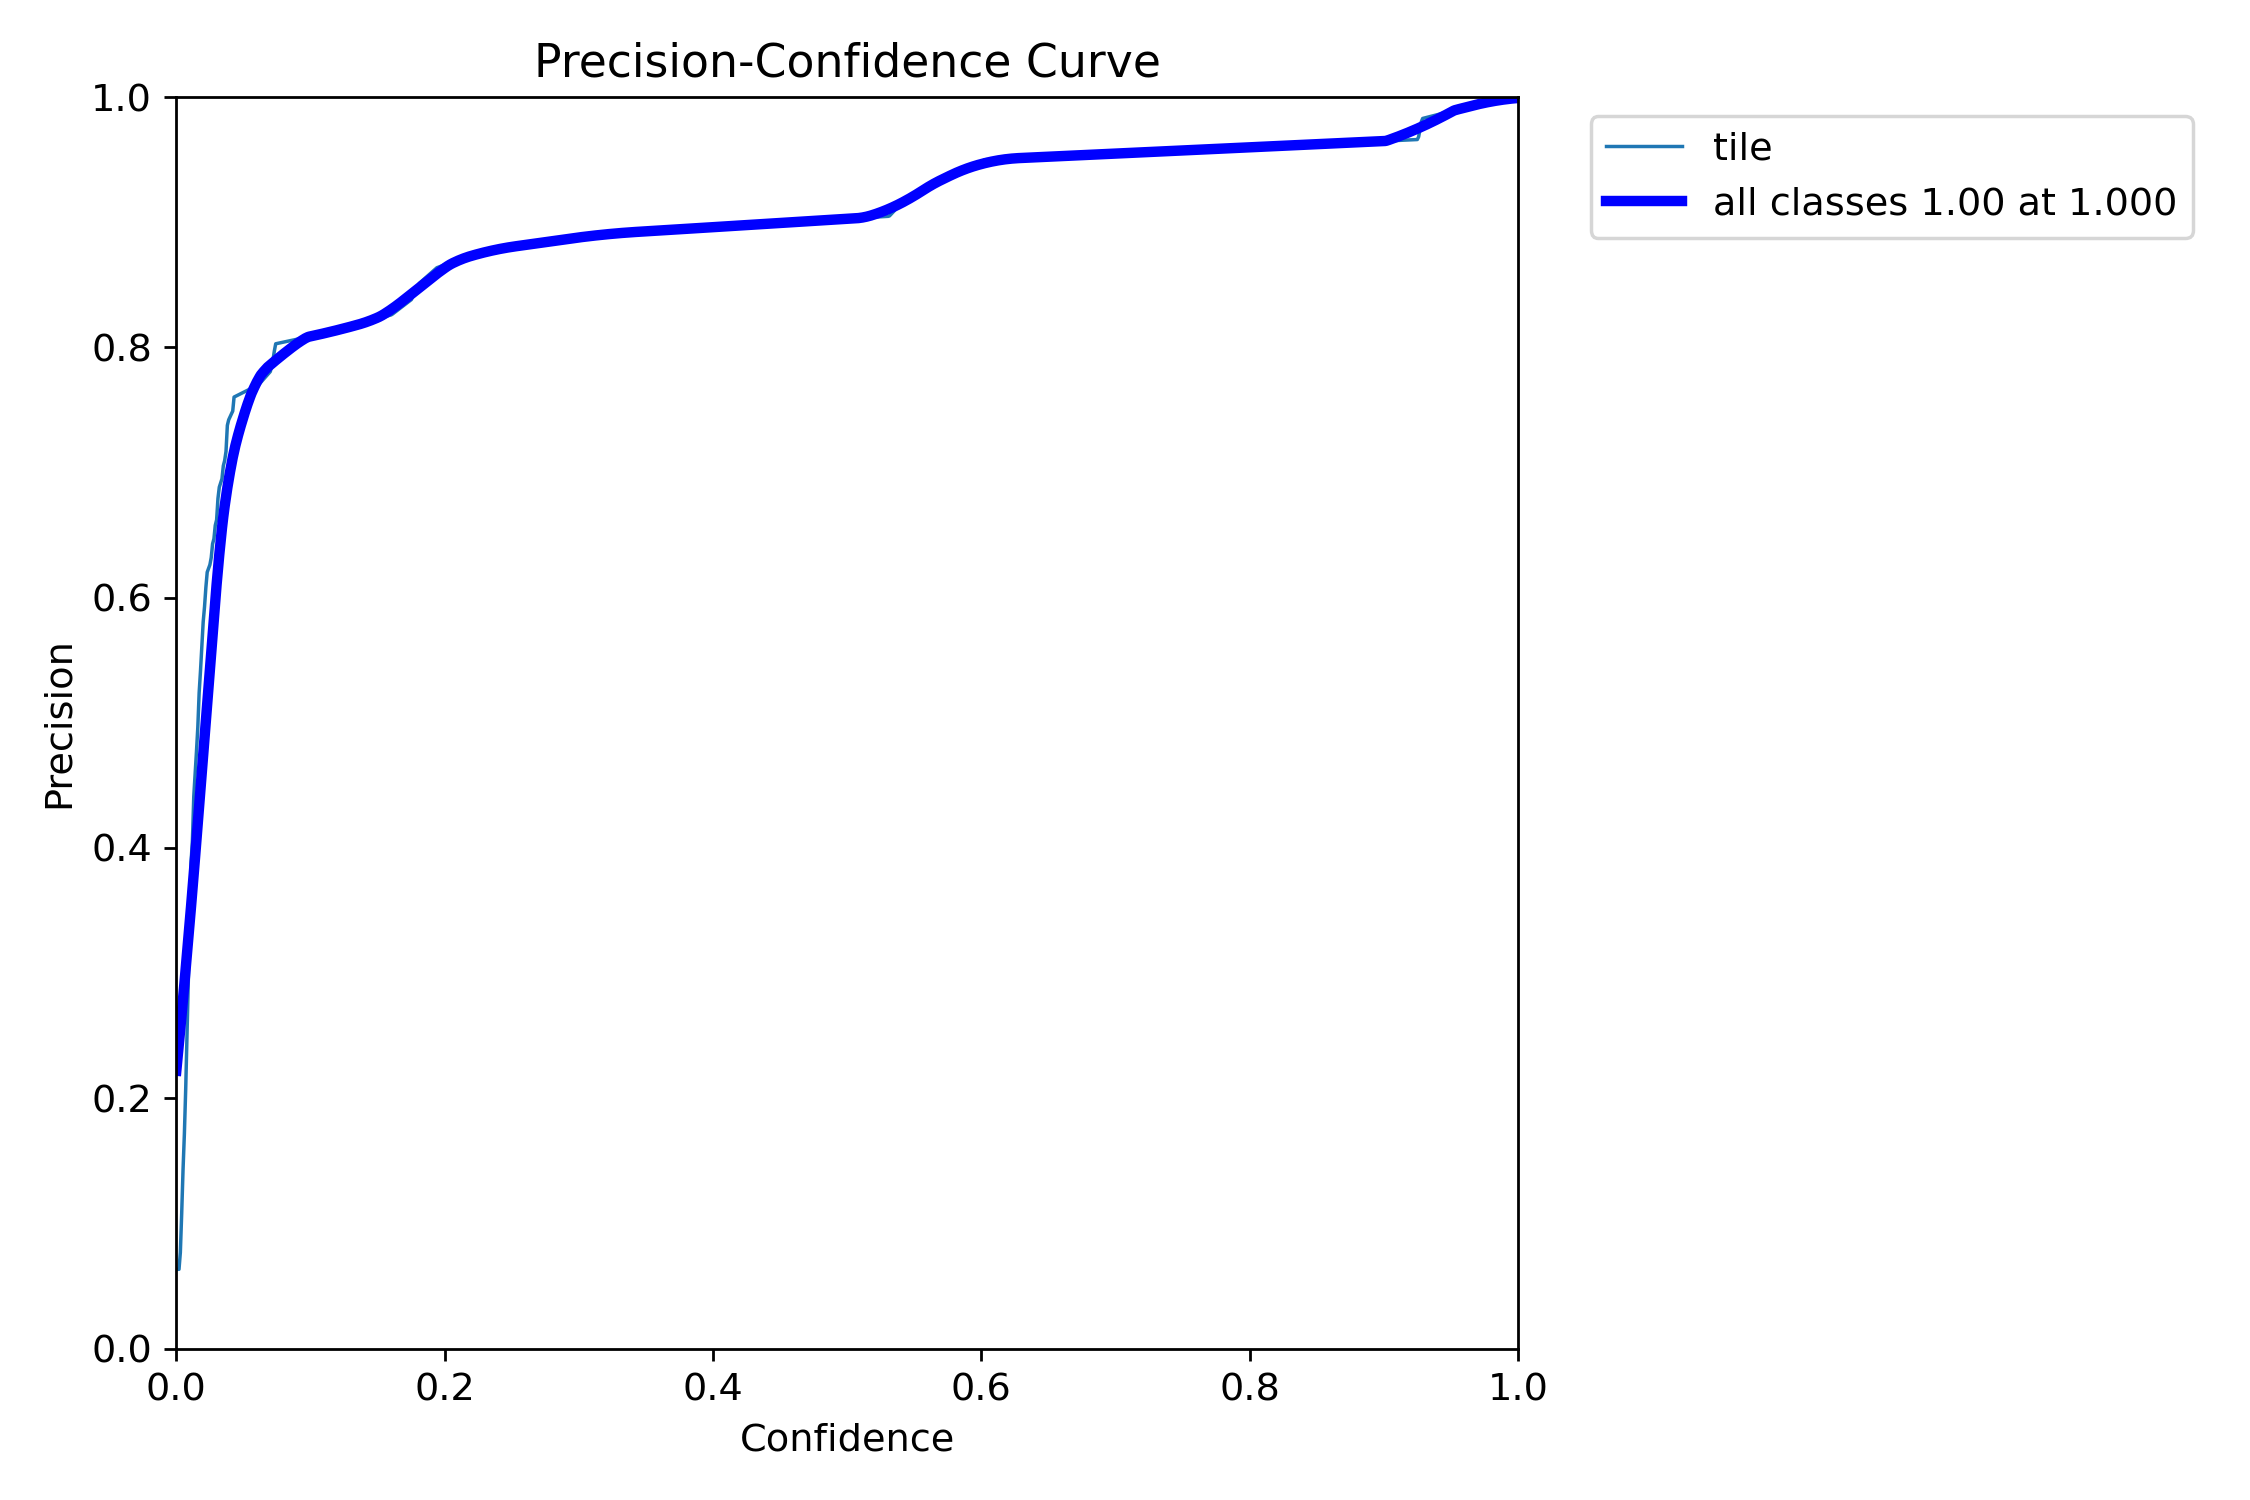 Precision-Confidence Curve
1.0
0.8
0.6
0.4
0.2
0.0
Precision
0.0 0.2 0.4 0.6 0.8 1.0
Confidence
tile
all classes 1.00 at 1.000